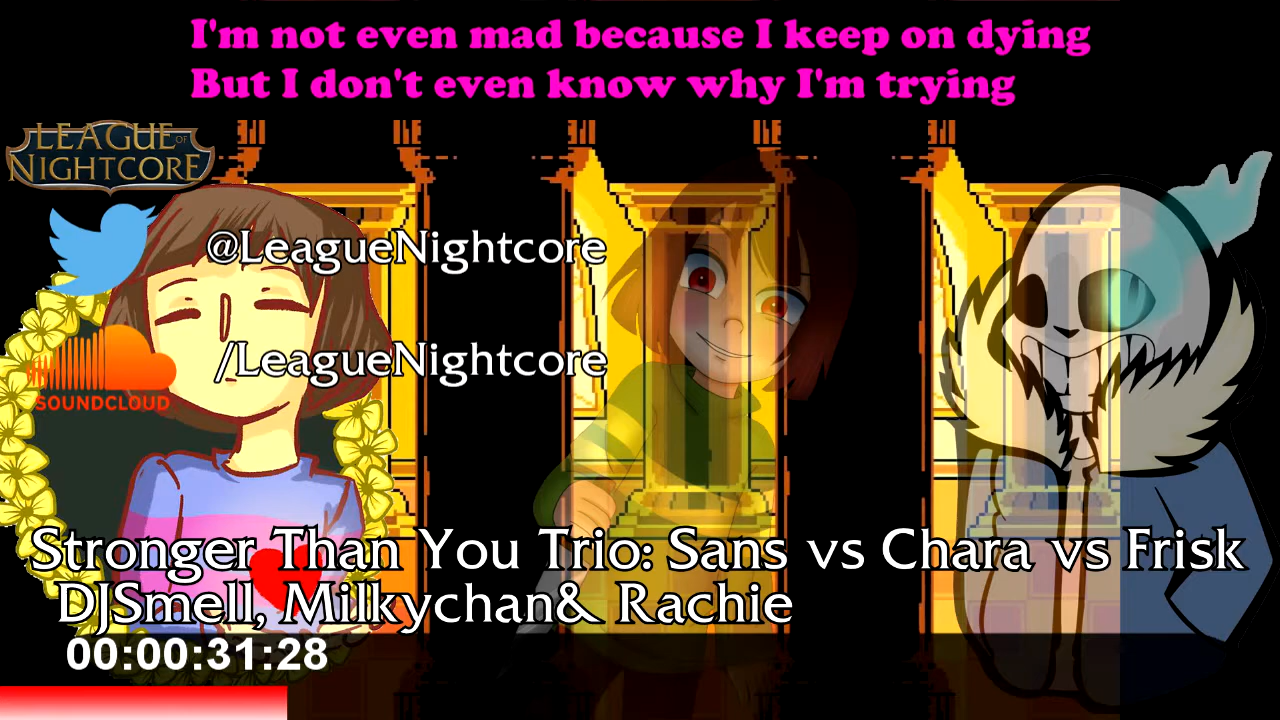 I'm not even mad because I keep on dying
But I don't even know why I'm trying
LEAGUE OF
NIGHTCORE
@LeagueNightcore
/LeagueNightcore
SOUNDCLOUD
Stronger Than You Trio: Sans vs Chara vs Frisk
DJSmell, Milkychan& Rachie
00:00:31:28